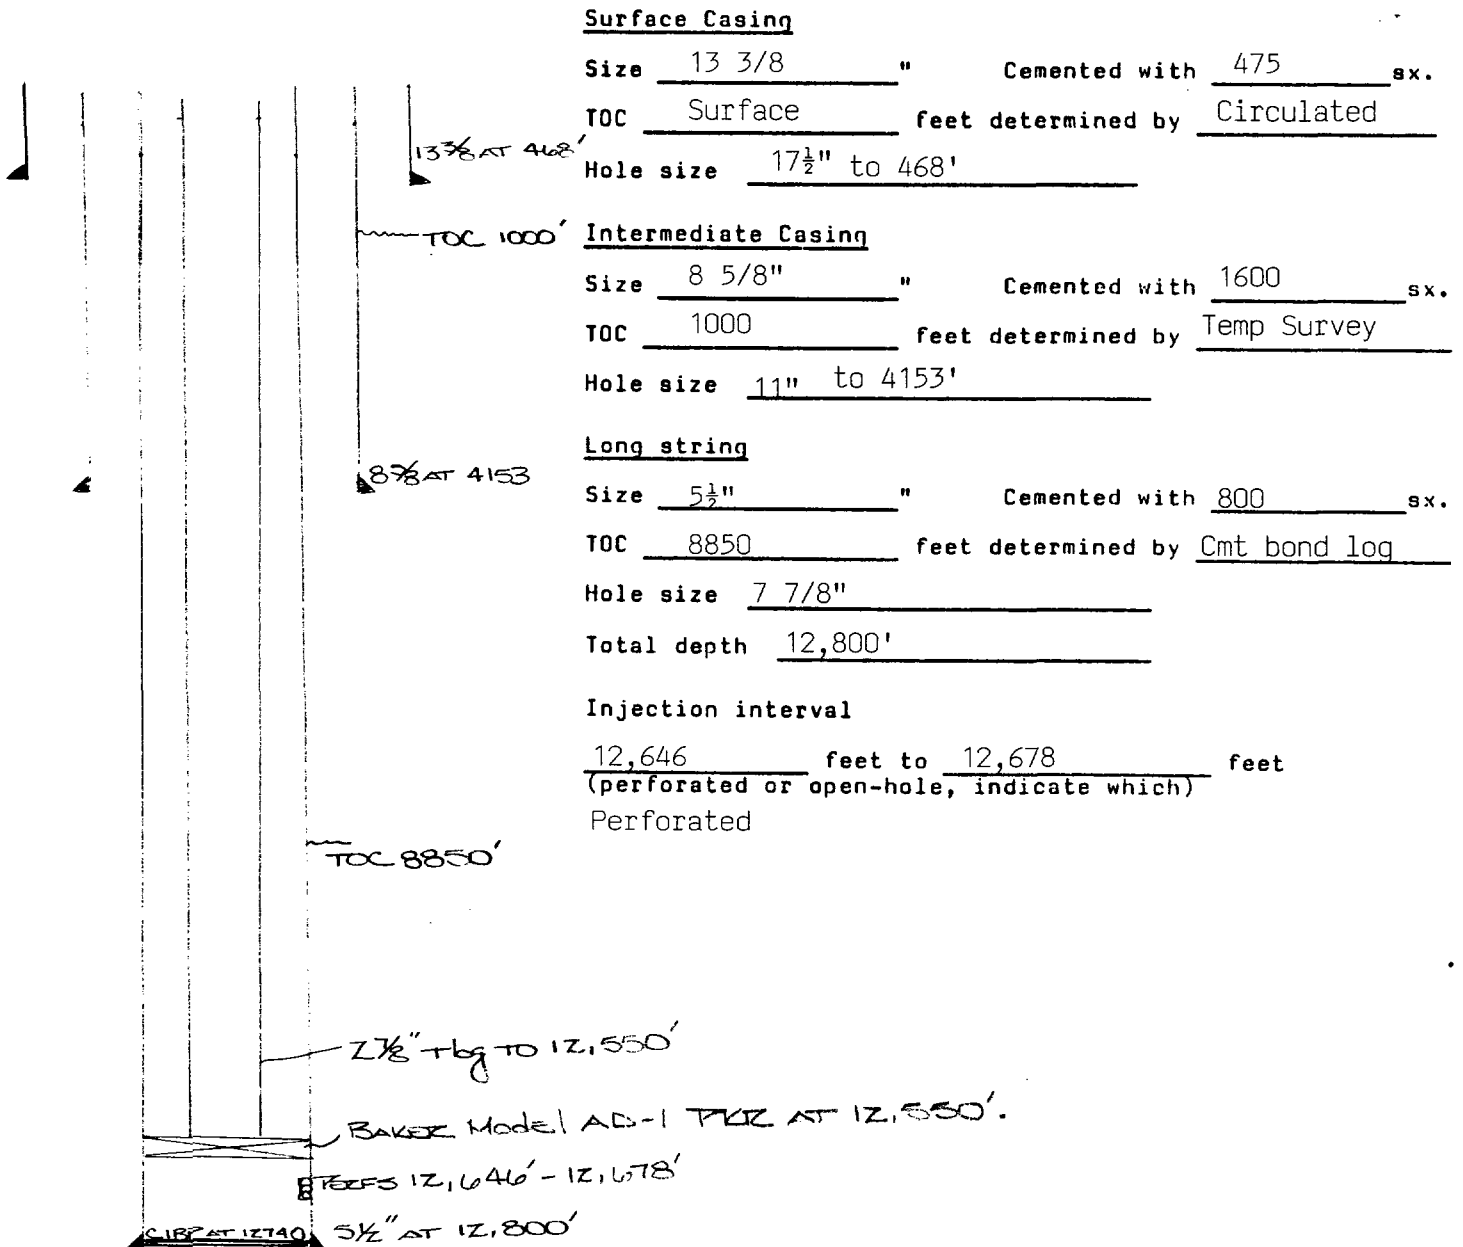 Surface Casing
Size 13 3/8 " Cemented with 475 sx.
TOC Surface feet determined by Circulated
Hole size 17½" to 468'
13 3/8 AT 468'
TOC 1000'
Intermediate Casing
Size 8 5/8" " Cemented with 1600 sx.
TOC 1000 feet determined by Temp Survey
Hole size 11" to 4153'
8 5/8 AT 4153
Long string
Size 5½" " Cemented with 800 sx.
TOC 8850 feet determined by Cmt bond log
Hole size 7 7/8"
Total depth 12,800'
Injection interval
12,646 feet to 12,678 feet
(perforated or open-hole, indicate which)
Perforated
TOC 8850'
2 7/8" tbg TO 12,550'
BAKER Model AD-1 PKR AT 12,550'.
PERFS 12,646' - 12,678'
CIBP AT 12740
5½" AT 12,800'